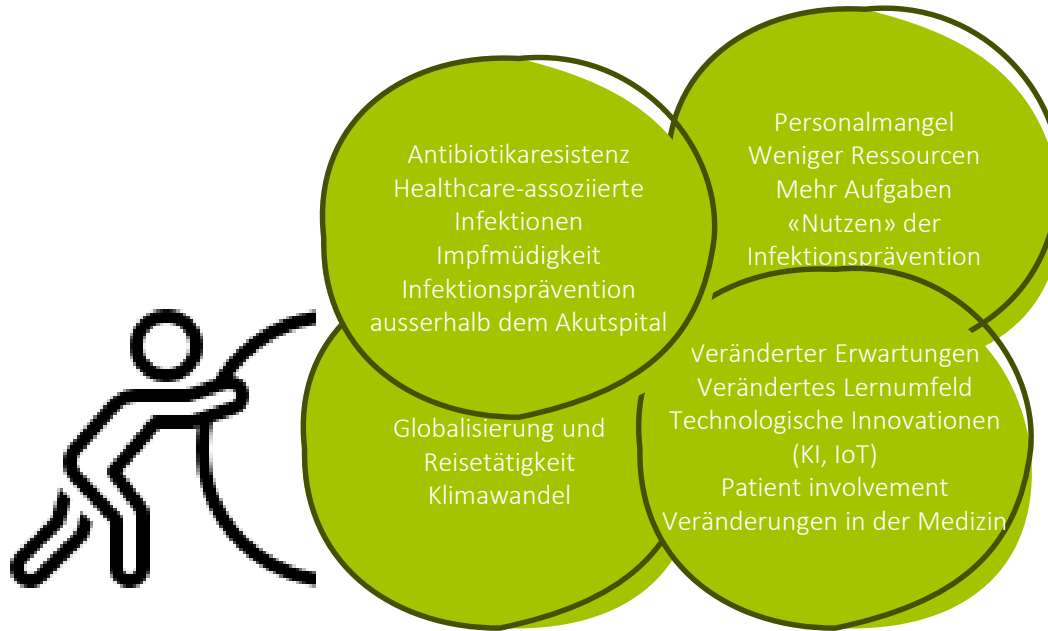 Antibiotikaresistenz
Healthcare-assoziierte
Infektionen
Impfmüdigkeit
Infektionsprävention
ausserhalb dem Akutspital
Personalmangel
Weniger Ressourcen
Mehr Aufgaben
«Nutzen» der
Infektionsprävention
Globalisierung und
Reisetätigkeit
Klimawandel
Veränderter Erwartungen
Verändertes Lernumfeld
Technologische Innovationen
(KI, IoT)
Patient involvement
Veränderungen in der Medizin